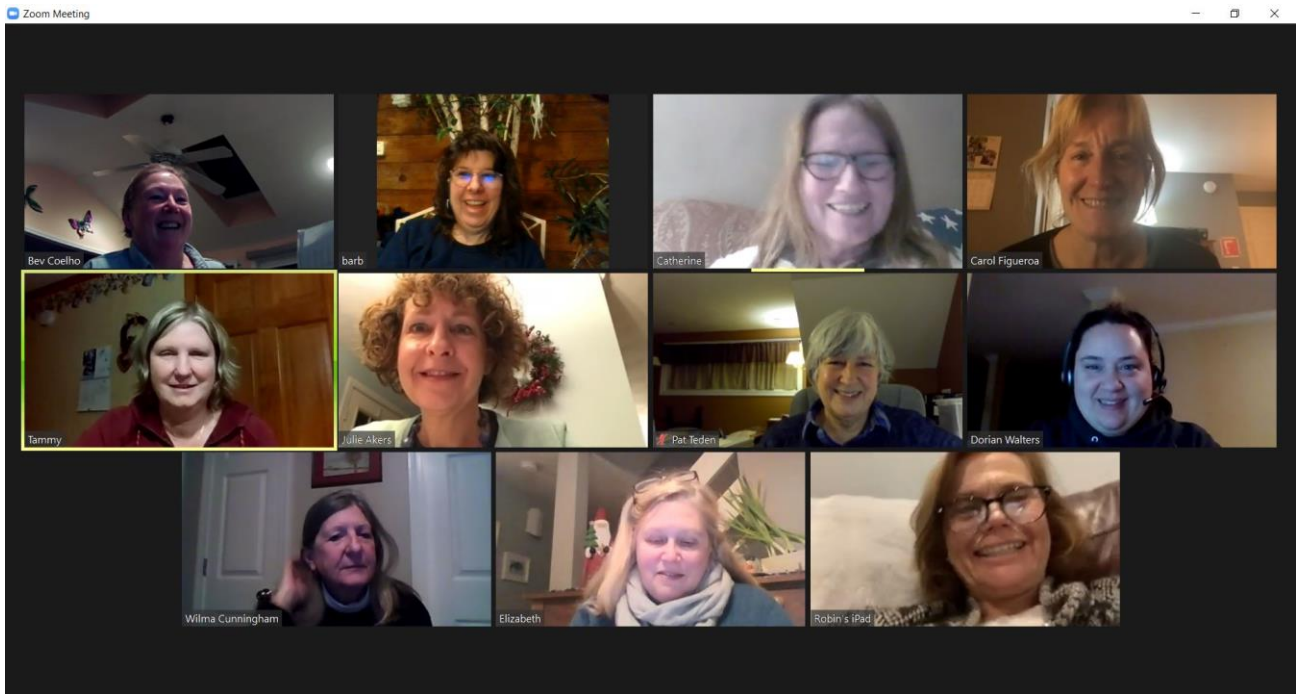 Zoom Meeting
Bev Coelho
barb
Catherine
Carol Figueroa
Tammy
Julie Akers
Pat Teden
Dorian Walters
Wilma Cunningham
Elizabeth
Robin's iPad